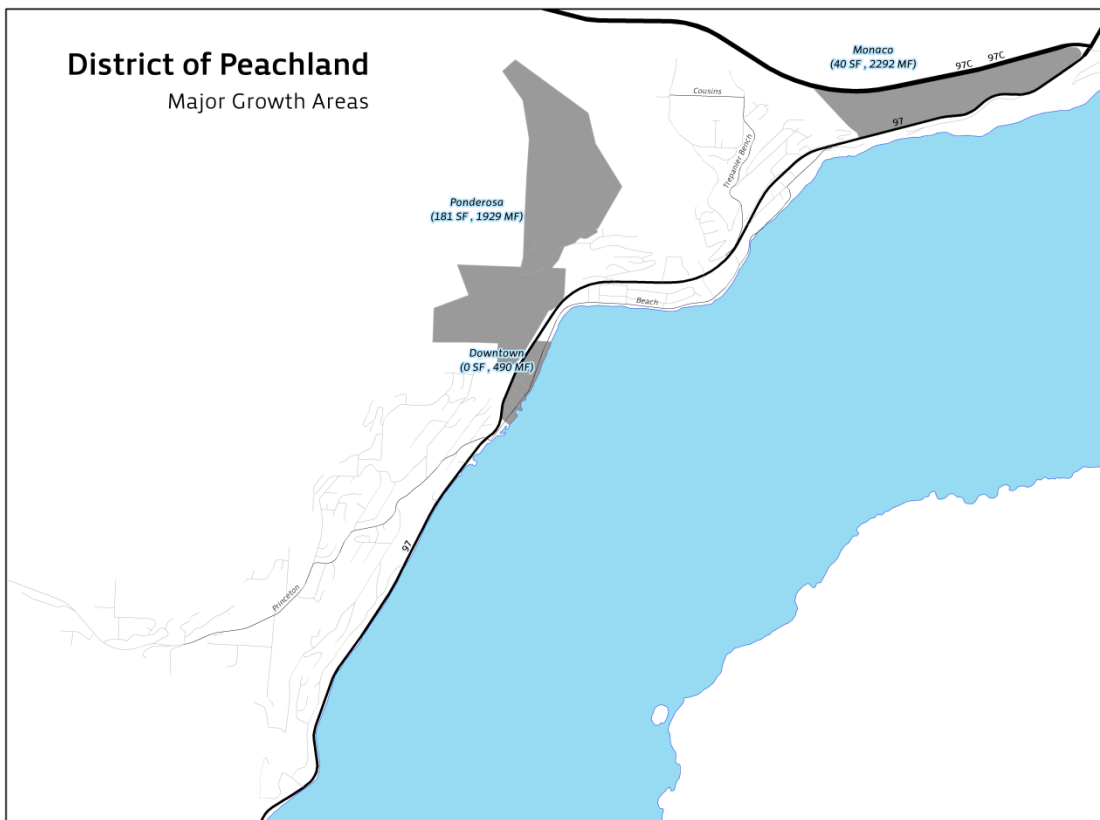 District of Peachland
Major Growth Areas
Monaco
(40 SF , 2292 MF)
97C
97C
Cousins
97
Trepanier Bench
Ponderosa
(181 SF , 1929 MF)
Beach
Downtown
(0 SF , 490 MF)
97
Princeton